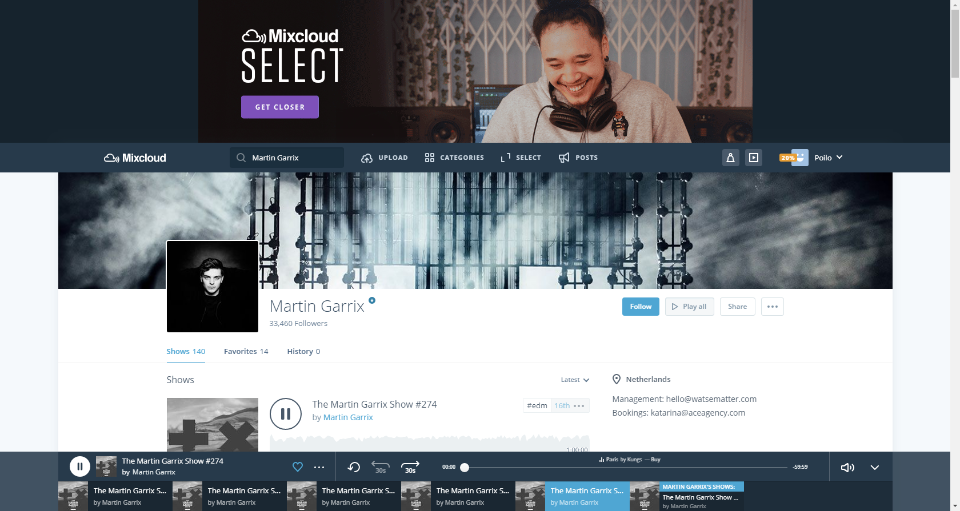 Mixcloud
SELECT
GET CLOSER
Mixcloud
Martin Garrix
UPLOAD
CATEGORIES
SELECT
POSTS
20%
Poilo
Martin Garrix
33,460 Followers
Follow
Play all
Share
Shows 140
Favorites 14
History 0
Shows
Latest
Netherlands
Management: hello@watsematter.com
Bookings: katarina@aceagency.com
The Martin Garrix Show #274
by Martin Garrix
#edm 16th
1:00:00
The Martin Garrix Show #274
by Martin Garrix
30s
30s
00:00
Paris by Kungs — Buy
-59:59
The Martin Garrix S...
by Martin Garrix
The Martin Garrix S...
by Martin Garrix
The Martin Garrix S...
by Martin Garrix
The Martin Garrix S...
by Martin Garrix
The Martin Garrix S...
by Martin Garrix
MARTIN GARRIX'S SHOWS:
The Martin Garrix Show ...
by Martin Garrix